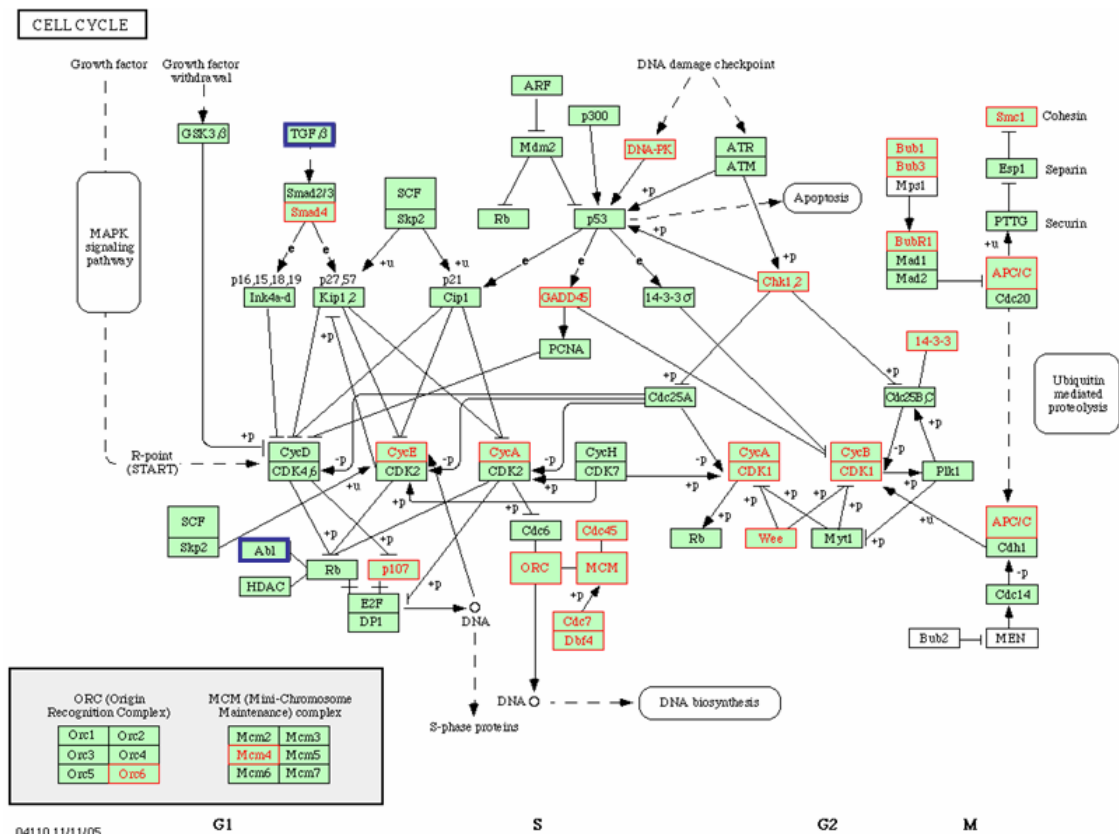 CELL CYCLE
Growth factor
Growth factor
withdrawal
DNA damage checkpoint
ARF
p300
Smc1
Cohesin
GSK3β
TGFβ
Mdm2
DNA-PK
ATR
ATM
Bub1
Bub3
Mps1
Esp1
Separin
MAPK
signaling
pathway
Smad2/3
Smad4
SCF
Skp2
Rb
p53
+p
Apoptosis
PTTG
Securin
e
e
+u
+u
e
e
e
+p
+p
BubR1
Mad1
Mad2
+u
APC/C
Cdc20
p16,15,18,19
Ink4a-d
p27,57
Kip1,2
p21
Cip1
GADD45
14-3-3σ
Chk1,2
+p
PCNA
14-3-3
+p
Cdc25A
+p
Cdc25B,C
Ubiquitin
mediated
proteolysis
R-point
(START)
+p
CycD
CDK4,6
-p
CycE
CDK2
-p
CycA
CDK2
-p
+p
CycH
CDK7
-p
+p
CycA
CDK1
CycB
CDK1
-p
+p
+p
Plk1
+u
+p
SCF
Skp2
+p
+p
+p
Cdc6
Cdc45
+p
Rb
+p
Wee
+p
Myt1
+p
+u
APC/C
Cdh1
Abl
HDAC
Rb
p107
+p
ORC
MCM
+p
-p
E2F
DP1
DNA
Cdc7
Dbf4
Cdc14
Bub2
MEN
ORC (Origin
Recognition Complex)
MCM (Mini-Chromosome
Maintenance) complex
DNA
DNA biosynthesis
S-phase proteins
Orc1 Orc2
Orc3 Orc4
Orc5 Orc6
Mcm2 Mcm3
Mcm4 Mcm5
Mcm6 Mcm7
G1
S
G2
M
04110 11/11/05